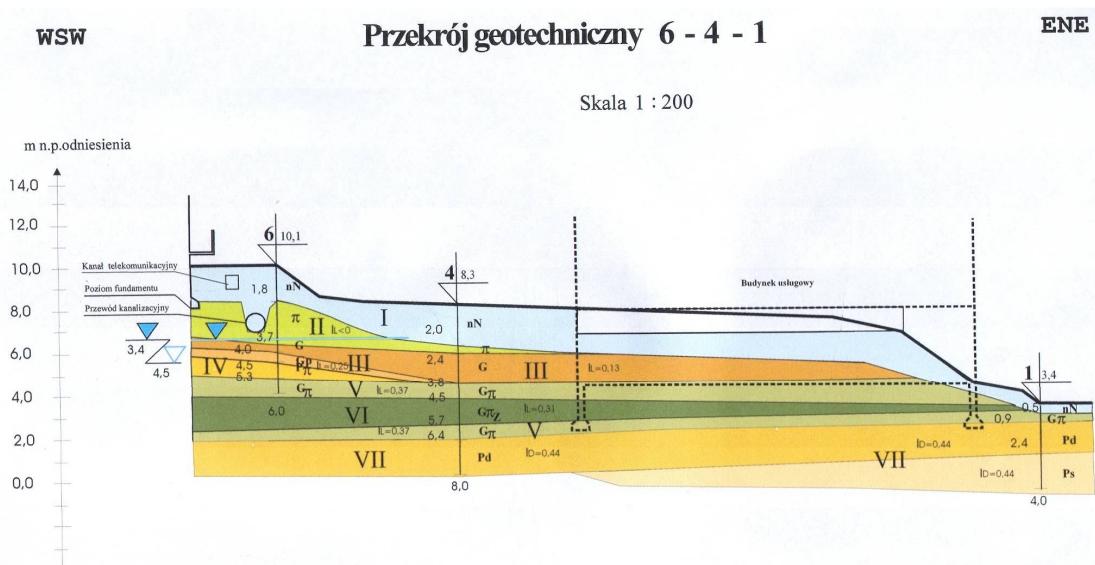 WSW
Przekrój geotechniczny 6 - 4 - 1
ENE
Skala 1 : 200
m n.p.odniesienia
14,0
12,0
10,0
8,0
6,0
4,0
2,0
0,0
Kanał telekomunikacyjny
Poziom fundamentu
Przewód kanalizacyjny
3,4
4,5
6 10,1
1,8 nN
π
II IL<0
3,7
G
4,0
4,5
5,3
IL=0,25
Gπ
6,0
IV
III
V
IL=0,37
VI
IL=0,37
VII
I
4 8,3
2,0 nN
π
2,4 G
3,8
4,5 Gπ
5,7 Gπz
6,4 Gπ
Pd
8,0
III IL=0,13
IL=0,31
V
ID=0,44
Budynek usługowy
VII
ID=0,44
ID=0,44
1 3,4
0,5 nN
0,9 Gπ
2,4 Pd
Ps
4,0